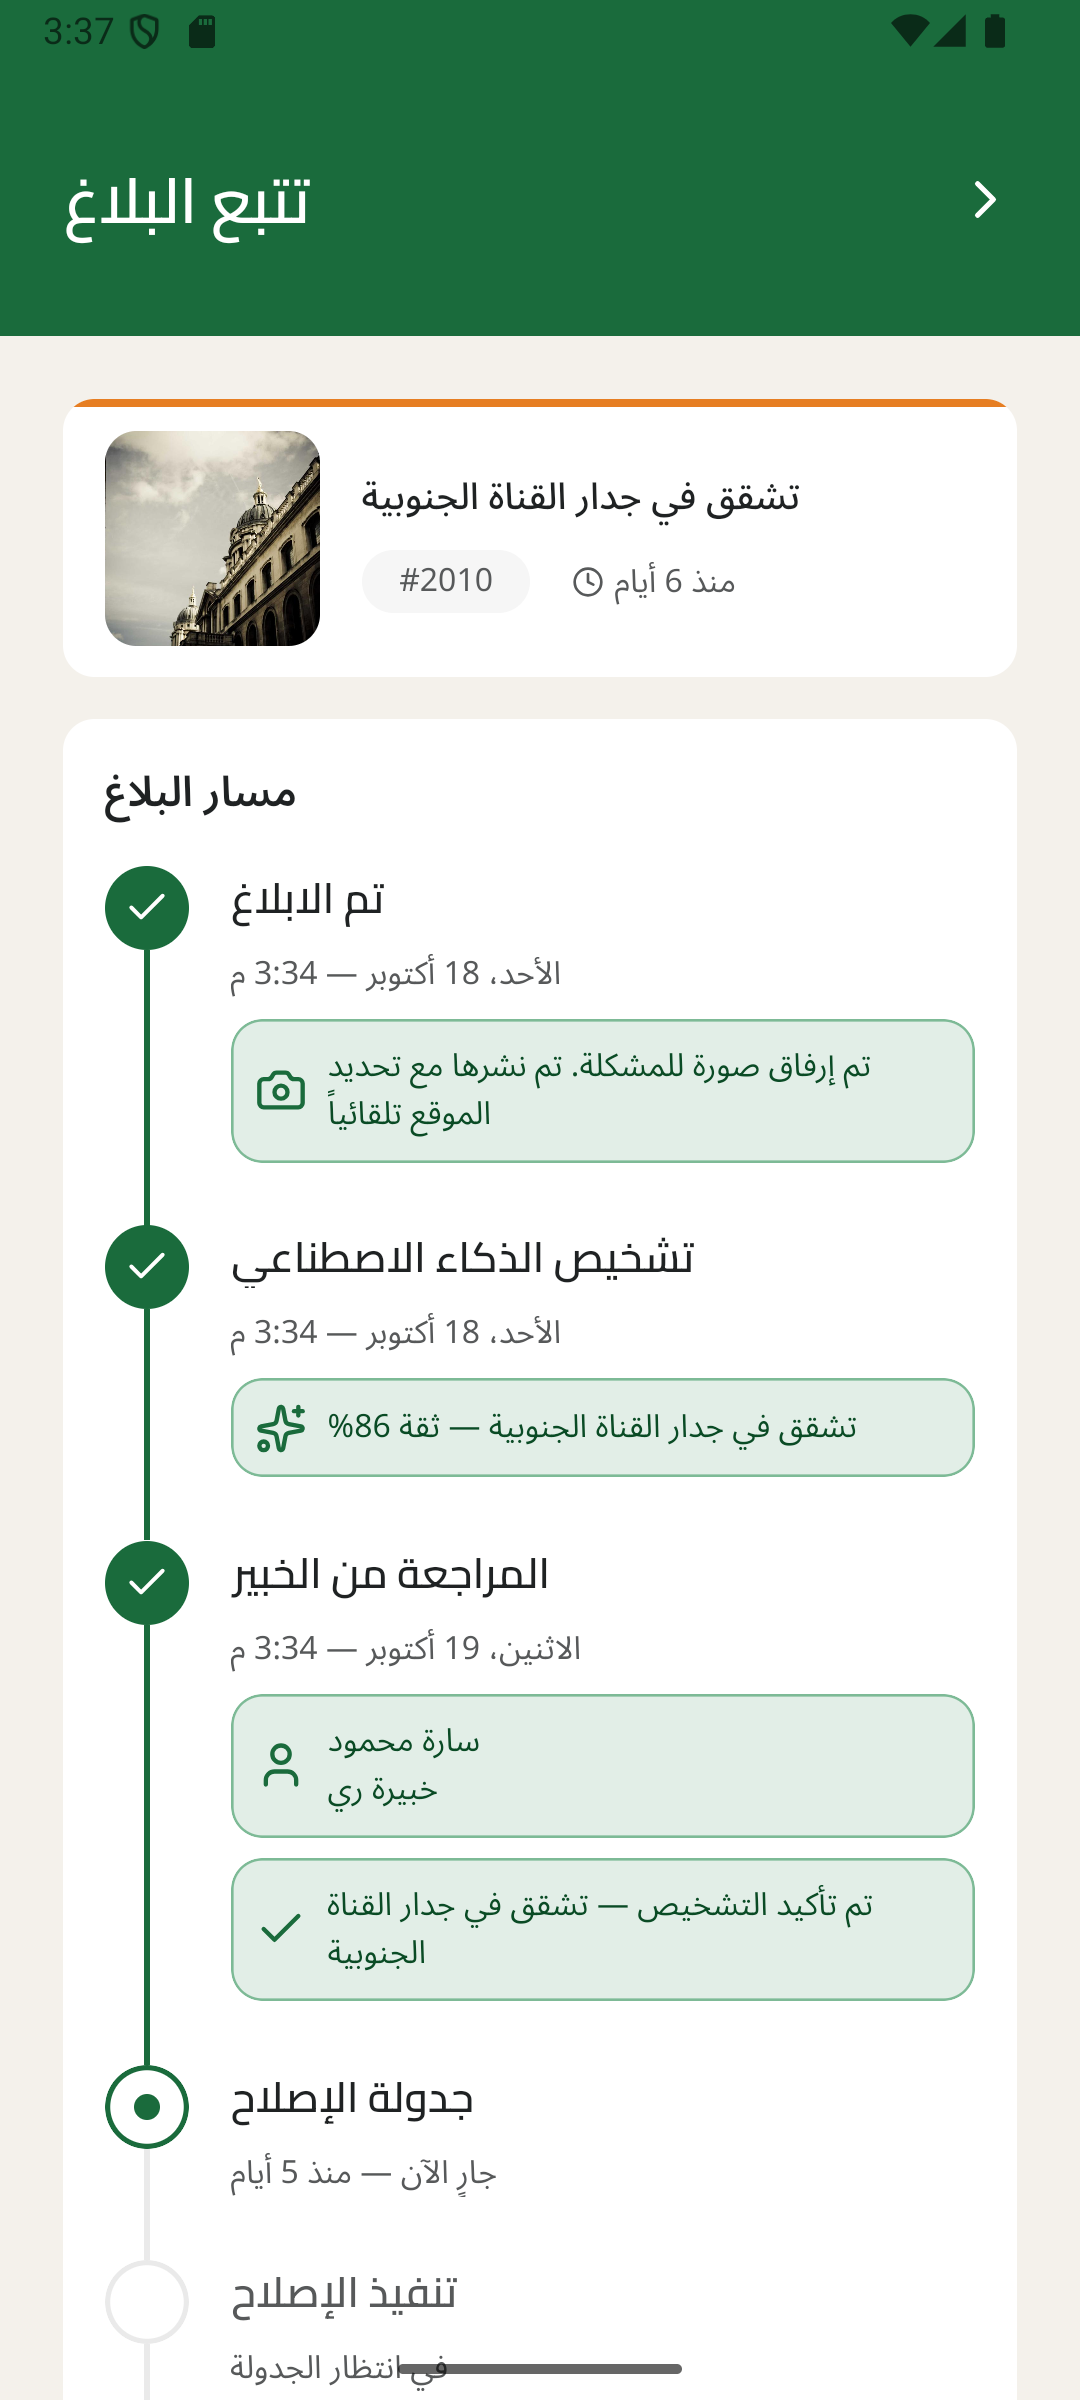 3:37
تتبع البلاغ
تشقق في جدار القناة الجنوبية
#2010
منذ 6 أيام
مسار البلاغ
تم الابلاغ
الأحد، 18 أكتوبر — 3:34 م
تم إرفاق صورة للمشكلة. تم نشرها مع تحديد
الموقع تلقائياً
تشخيص الذكاء الاصطناعي
الأحد، 18 أكتوبر — 3:34 م
تشقق في جدار القناة الجنوبية — ثقة 86%
المراجعة من الخبير
الاثنين، 19 أكتوبر — 3:34 م
سارة محمود
خبيرة ري
تم تأكيد التشخيص — تشقق في جدار القناة
الجنوبية
جدولة الإصلاح
جارٍ الآن — منذ 5 أيام
تنفيذ الإصلاح
في انتظار الجدولة